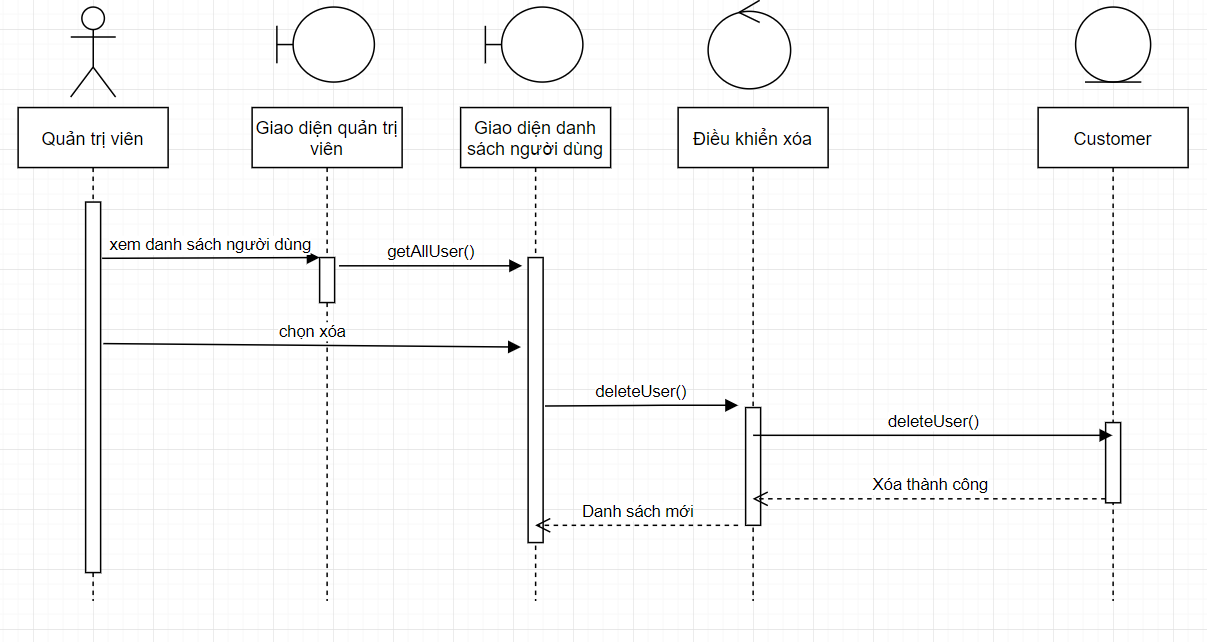 Quản trị viên
Giao diện quản trị
viên
Giao diện danh
sách người dùng
Điều khiển xóa
Customer
xem danh sách người dùng
getAllUser()
chọn xóa
deleteUser()
deleteUser()
Xóa thành công
Danh sách mới